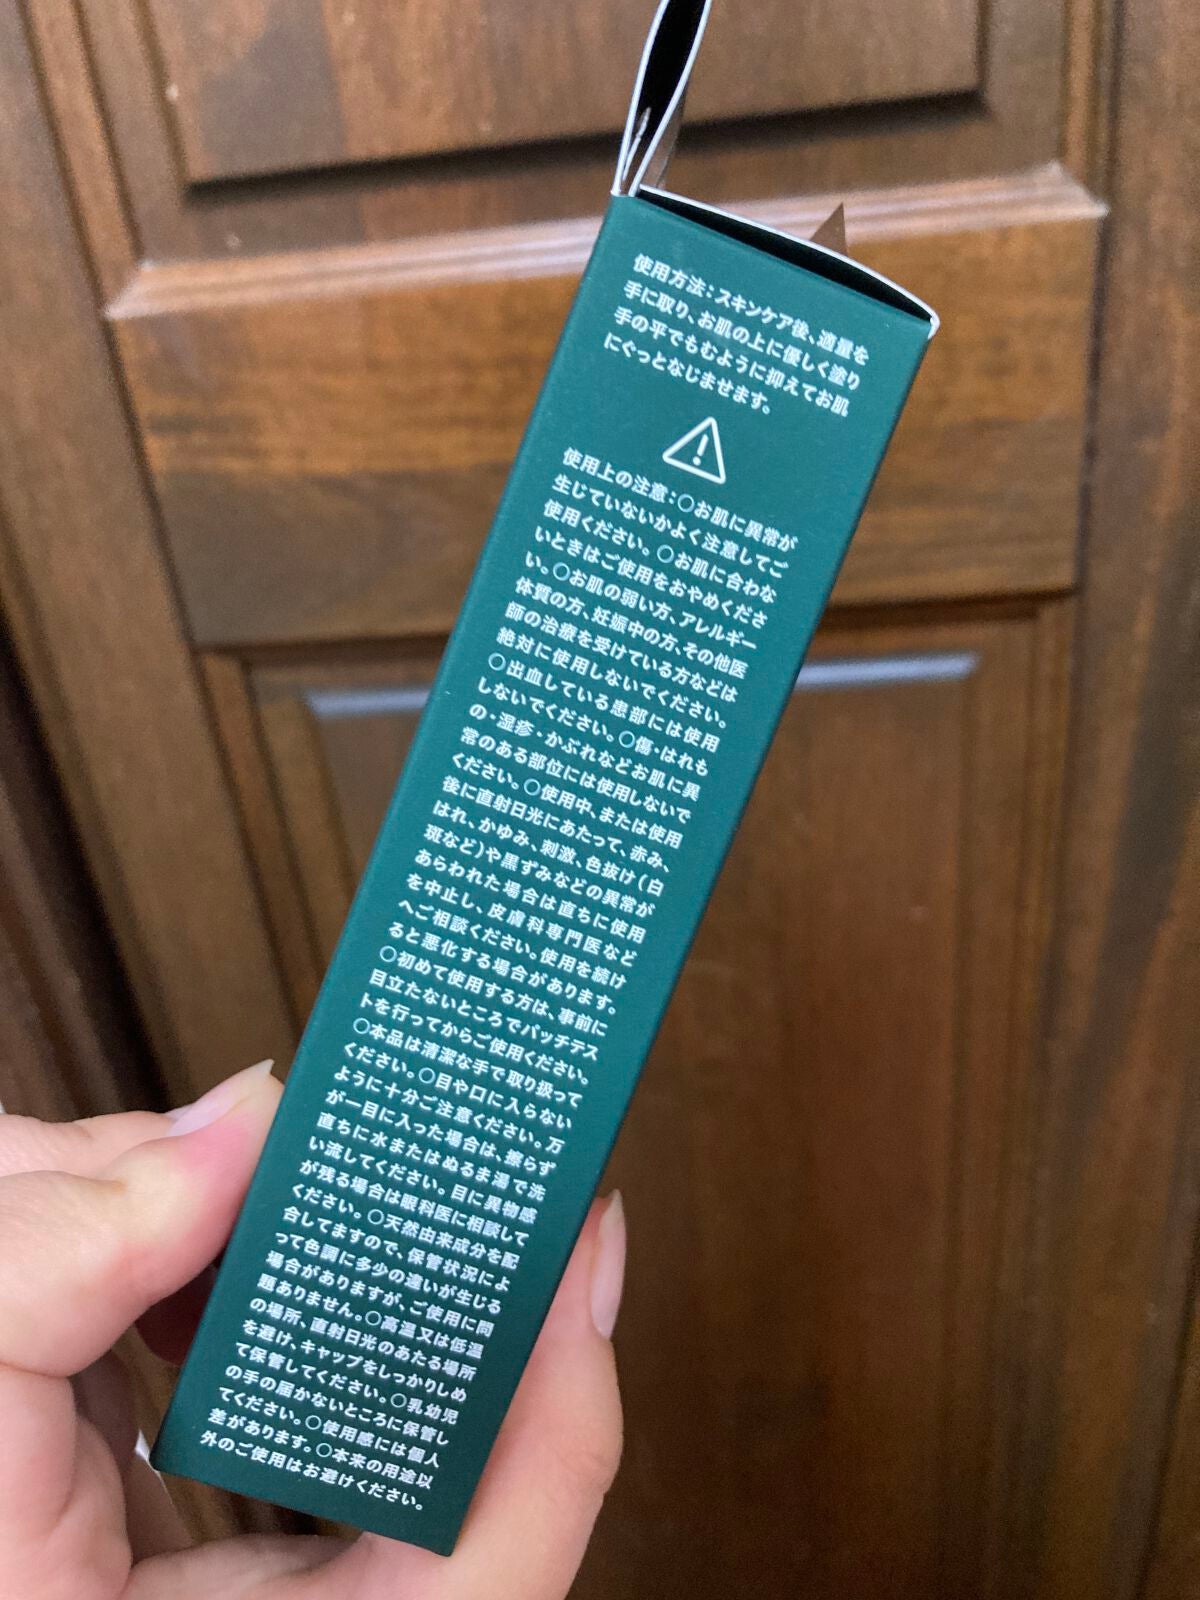 使用方法：スキンケア後、適量を
手に取り、お肌の上に優しく塗り
手の平でもむように抑えてお肌
にぐっとなじませます。
使用上の注意：○お肌に異常が
生じていないかよく注意してご
使用ください。○お肌に合わな
いときはご使用をおやめくださ
い。○お肌の弱い方、アレルギー
体質の方、妊娠中の方、その他医
師の治療を受けている方などは
絶対に使用しないでください。
○出血している患部には使用
しないでください。○傷・はれも
の・湿疹・かぶれなどお肌に異
常のある部位には使用しないで
ください。○使用中、または使用
後に直射日光にあたって、赤み、
はれ、かゆみ、刺激、色抜け（白
斑など）や黒ずみなどの異常が
あらわれた場合は直ちに使用
を中止し、皮膚科専門医など
へご相談ください。使用を続け
ると悪化する場合があります。
○初めて使用する方は、事前に
目立たないところでパッチテス
トを行ってからご使用ください。
○本品は清潔な手で取り扱って
ください。○目や口に入らない
ように十分ご注意ください。万
が一目に入った場合は、擦らず
直ちに水またはぬるま湯で洗
い流してください。目に異物感
が残る場合は眼科医に相談して
ください。○天然由来成分を配
合してますので、保管状況によ
って色調に多少の違いが生じる
場合がありますが、ご使用に問
題ありません。○高温又は低温
の場所、直射日光のあたる場所
を避け、キャップをしっかりしめ
て保管してください。○乳幼児
の手の届かないところに保管し
てください。○使用感には個人
差があります。○本来の用途以
外のご使用はお避けください。